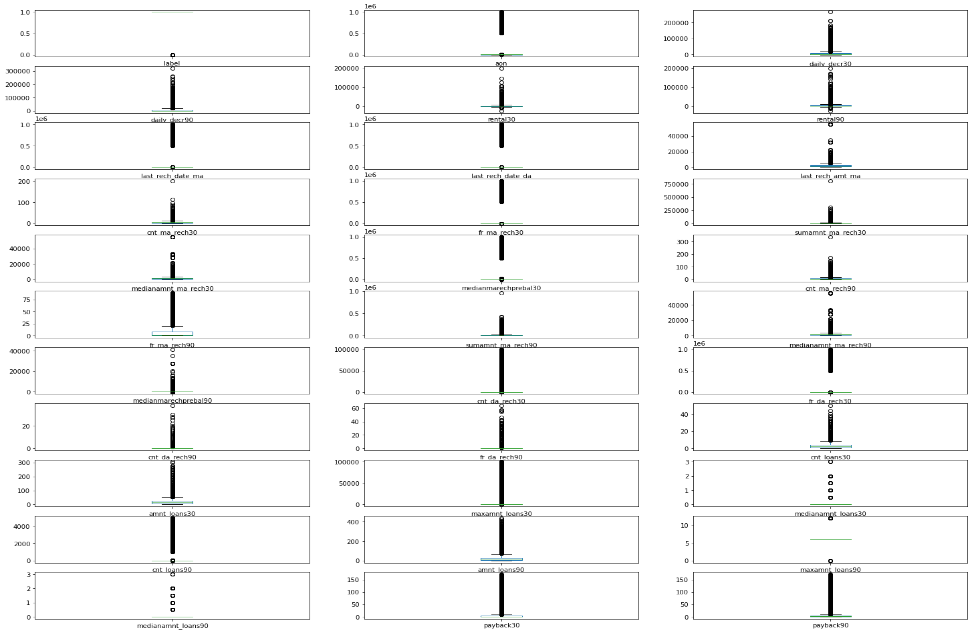 1.0 0.5 0.0 label
1e6 1.0 0.5 0.0 aon
200000 100000 0 daily_decr30
300000 200000 100000 0 daily_decr90
200000 100000 0 rental30
200000 100000 0 rental90
1e6 1.0 0.5 0.0 last_rech_date_ma
1e6 1.0 0.5 0.0 last_rech_date_da
40000 20000 0 last_rech_amt_ma
200 100 0 cnt_ma_rech30
1e6 1.0 0.5 0.0 fr_ma_rech30
750000 500000 250000 0 sumamnt_ma_rech30
40000 20000 0 medianamnt_ma_rech30
1e6 1.0 0.5 0.0 medianmarechprebal30
300 200 100 0 cnt_ma_rech90
75 50 25 0 fr_ma_rech90
1e6 1.0 0.5 0.0 sumamnt_ma_rech90
40000 20000 0 medianamnt_ma_rech90
40000 20000 0 medianmarechprebal90
100000 50000 0 cnt_da_rech30
1e6 1.0 0.5 0.0 fr_da_rech30
20 0 cnt_da_rech90
60 40 20 0 fr_da_rech90
40 20 0 cnt_loans30
300 200 100 0 amnt_loans30
100000 50000 0 maxamnt_loans30
3 2 1 0 medianamnt_loans30
4000 2000 0 cnt_loans90
400 200 0 amnt_loans90
10 5 0 maxamnt_loans90
3 2 1 0 medianamnt_loans90
150 100 50 0 payback30
150 100 50 0 payback90